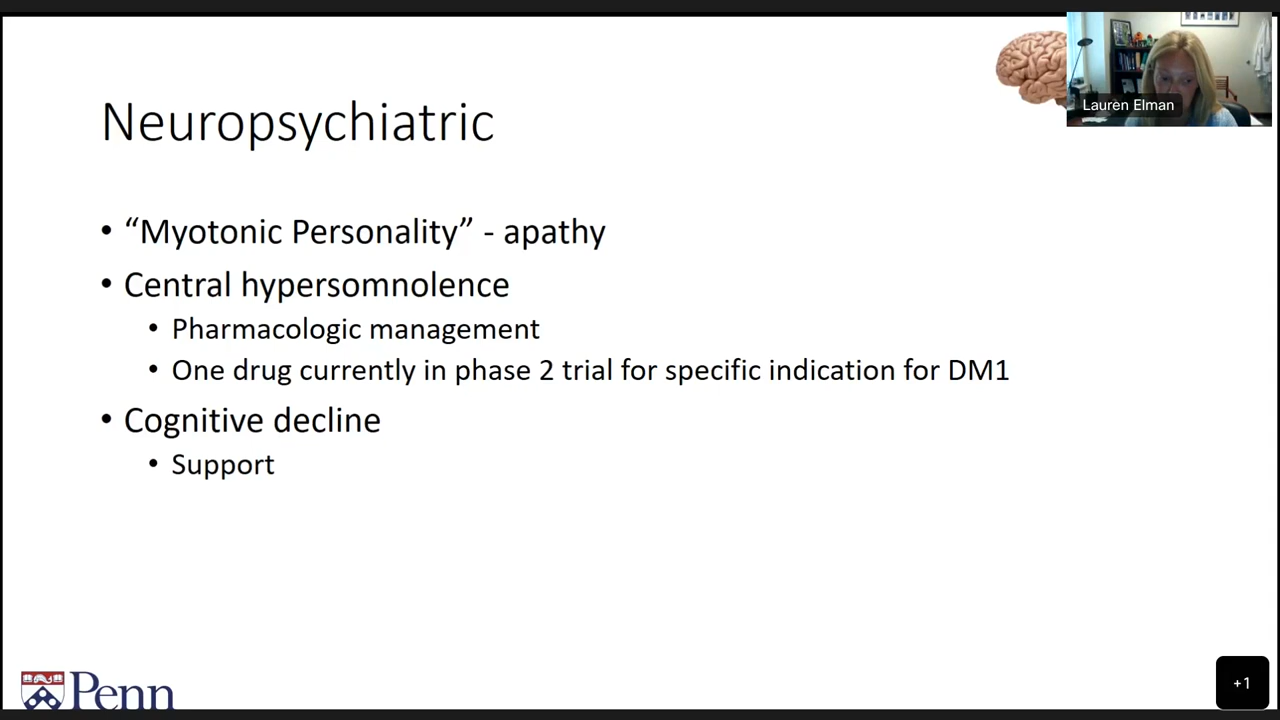 Lauren Elman
Neuropsychiatric
• “Myotonic Personality” - apathy
• Central hypersomnolence
• Pharmacologic management
• One drug currently in phase 2 trial for specific indication for DM1
• Cognitive decline
• Support
Penn
+1